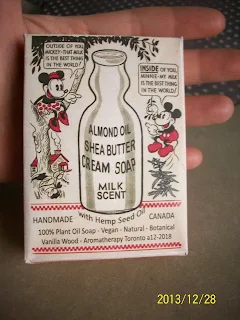 OUTSIDE OF YOU,
MICKEY-THAT MILK
IS THE BEST THING
IN THE WORLD!
INSIDE OF YOU,
MINNIE-MY MILK
IS THE BEST THING
IN THE WORLD!
ALMOND OIL
SHEA BUTTER
CREAM SOAP
MILK
SCENT
with Hemp Seed Oil
HANDMADE
CANADA
100% Plant Oil Soap - Vegan - Natural - Botanical
Vanilla Wood - Aromatherapy Toronto a12-2018
2013/12/28